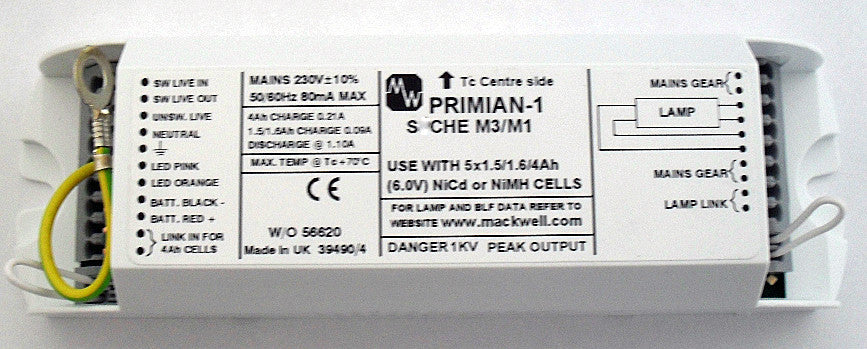 SW LIVE IN
SW LIVE OUT
UNSW. LIVE
NEUTRAL
LED PINK
LED ORANGE
BATT. BLACK -
BATT. RED +
LINK IN FOR
4Ah CELLS
MAINS 230V±10%
50/60Hz 80mA MAX
4Ah CHARGE 0.21A
1.5/1.6Ah CHARGE 0.09A
DISCHARGE @ 1.10A
MAX. TEMP @ Tc +70°C
CE
W/O 56620
Made in UK 39490/4
MW
Tc Centre side
PRIMIAN-1
M3/M1
USE WITH 5x1.5/1.6/4Ah
(6.0V) NiCd or NiMH CELLS
FOR LAMP AND BLF DATA REFER TO
WEBSITE www.mackwell.com
DANGER 1KV PEAK OUTPUT
MAINS GEAR
LAMP
MAINS GEAR
LAMP LINK